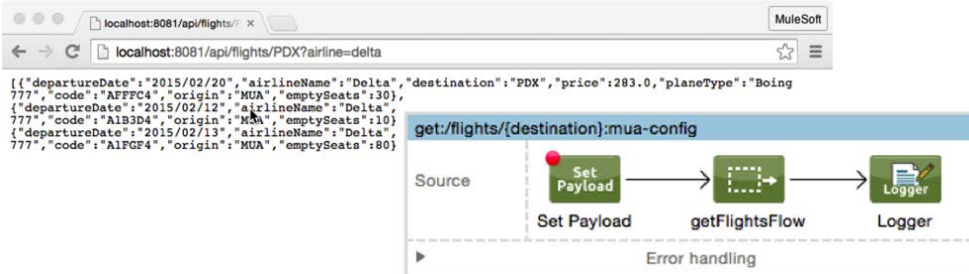 localhost:8081/api/flights/
MuleSoft
localhost:8081/api/flights/PDX?airline=delta
[{"departureDate":"2015/02/20","airlineName":"Delta","destination":"PDX","price":283.0,"planeType":"Boing
777","code":"AFFFC4","origin":"MUA","emptySeats":30},
{"departureDate":"2015/02/12","airlineName":"Delta",
777","code":"A1B3D4","origin":"MUA","emptySeats":10}
{"departureDate":"2015/02/13","airlineName":"Delta",
777","code":"A1FGF4","origin":"MUA","emptySeats":80}
get:/flights/{destination}:mua-config
Source
Set
Payload
Logger
Set Payload
getFlightsFlow
Logger
Error handling